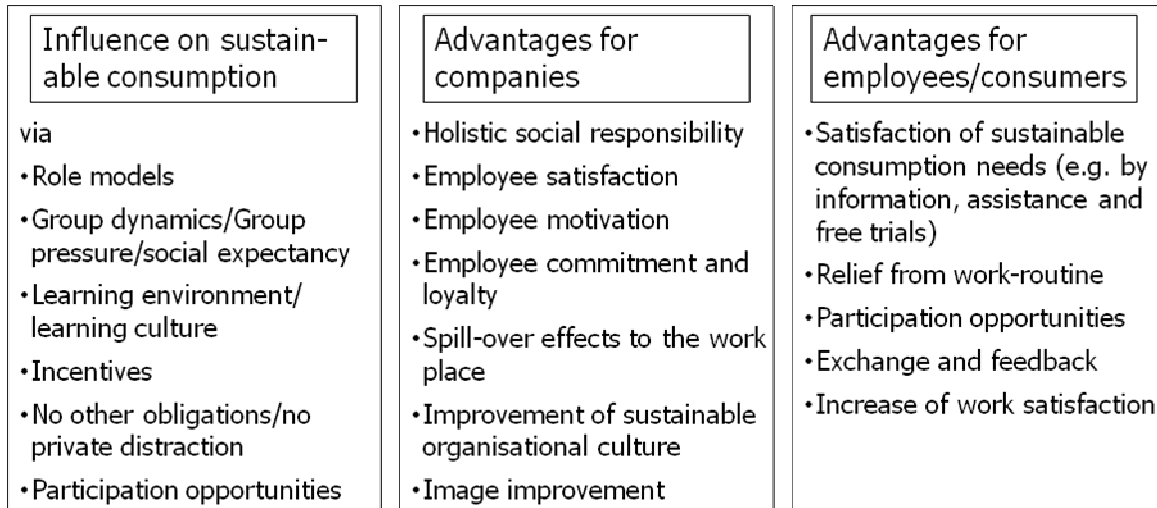 Influence on sustain-
able consumption
via
•Role models
•Group dynamics/Group
pressure/social expectancy
•Learning environment/
learning culture
•Incentives
•No other obligations/no
private distraction
•Participation opportunities
Advantages for
companies
•Holistic social responsibility
•Employee satisfaction
•Employee motivation
•Employee commitment and
loyalty
•Spill-over effects to the work
place
•Improvement of sustainable
organisational culture
•Image improvement
Advantages for
employees/consumers
•Satisfaction of sustainable
consumption needs (e.g. by
information, assistance and
free trials)
•Relief from work-routine
•Participation opportunities
•Exchange and feedback
•Increase of work satisfaction